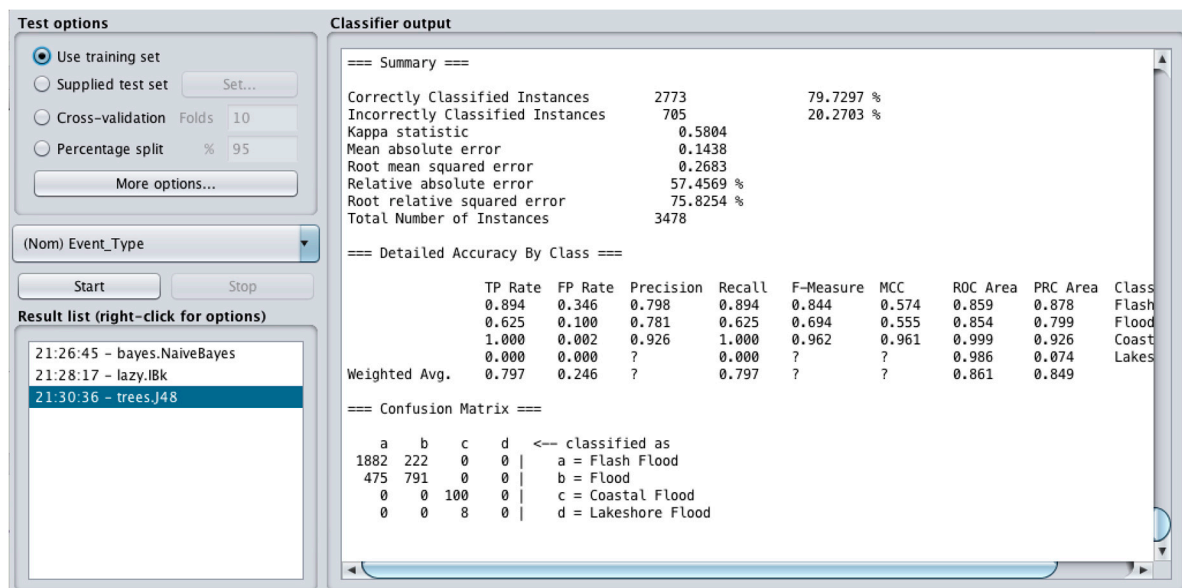 Test options
Use training set
Supplied test set Set...
Cross-validation Folds 10
Percentage split % 95
More options...
(Nom) Event_Type
Start Stop
Result list (right-click for options)
21:26:45 - bayes.NaiveBayes
21:28:17 - lazy.IBk
21:30:36 - trees.J48
Classifier output
=== Summary ===
Correctly Classified Instances 2773 79.7297 %
Incorrectly Classified Instances 705 20.2703 %
Kappa statistic 0.5804
Mean absolute error 0.1438
Root mean squared error 0.2683
Relative absolute error 57.4569 %
Root relative squared error 75.8254 %
Total Number of Instances 3478
=== Detailed Accuracy By Class ===
TP Rate FP Rate Precision Recall F-Measure MCC ROC Area PRC Area Class
0.894 0.346 0.798 0.894 0.844 0.574 0.859 0.878 Flash
0.625 0.100 0.781 0.625 0.694 0.555 0.854 0.799 Flood
1.000 0.002 0.926 1.000 0.962 0.961 0.999 0.926 Coast
0.000 0.000 ? 0.000 ? ? 0.986 0.074 Lakes
Weighted Avg. 0.797 0.246 ? 0.797 ? ? 0.861 0.849
=== Confusion Matrix ===
a b c d <-- classified as
1882 222 0 0 | a = Flash Flood
475 791 0 0 | b = Flood
0 0 100 0 | c = Coastal Flood
0 0 8 0 | d = Lakeshore Flood